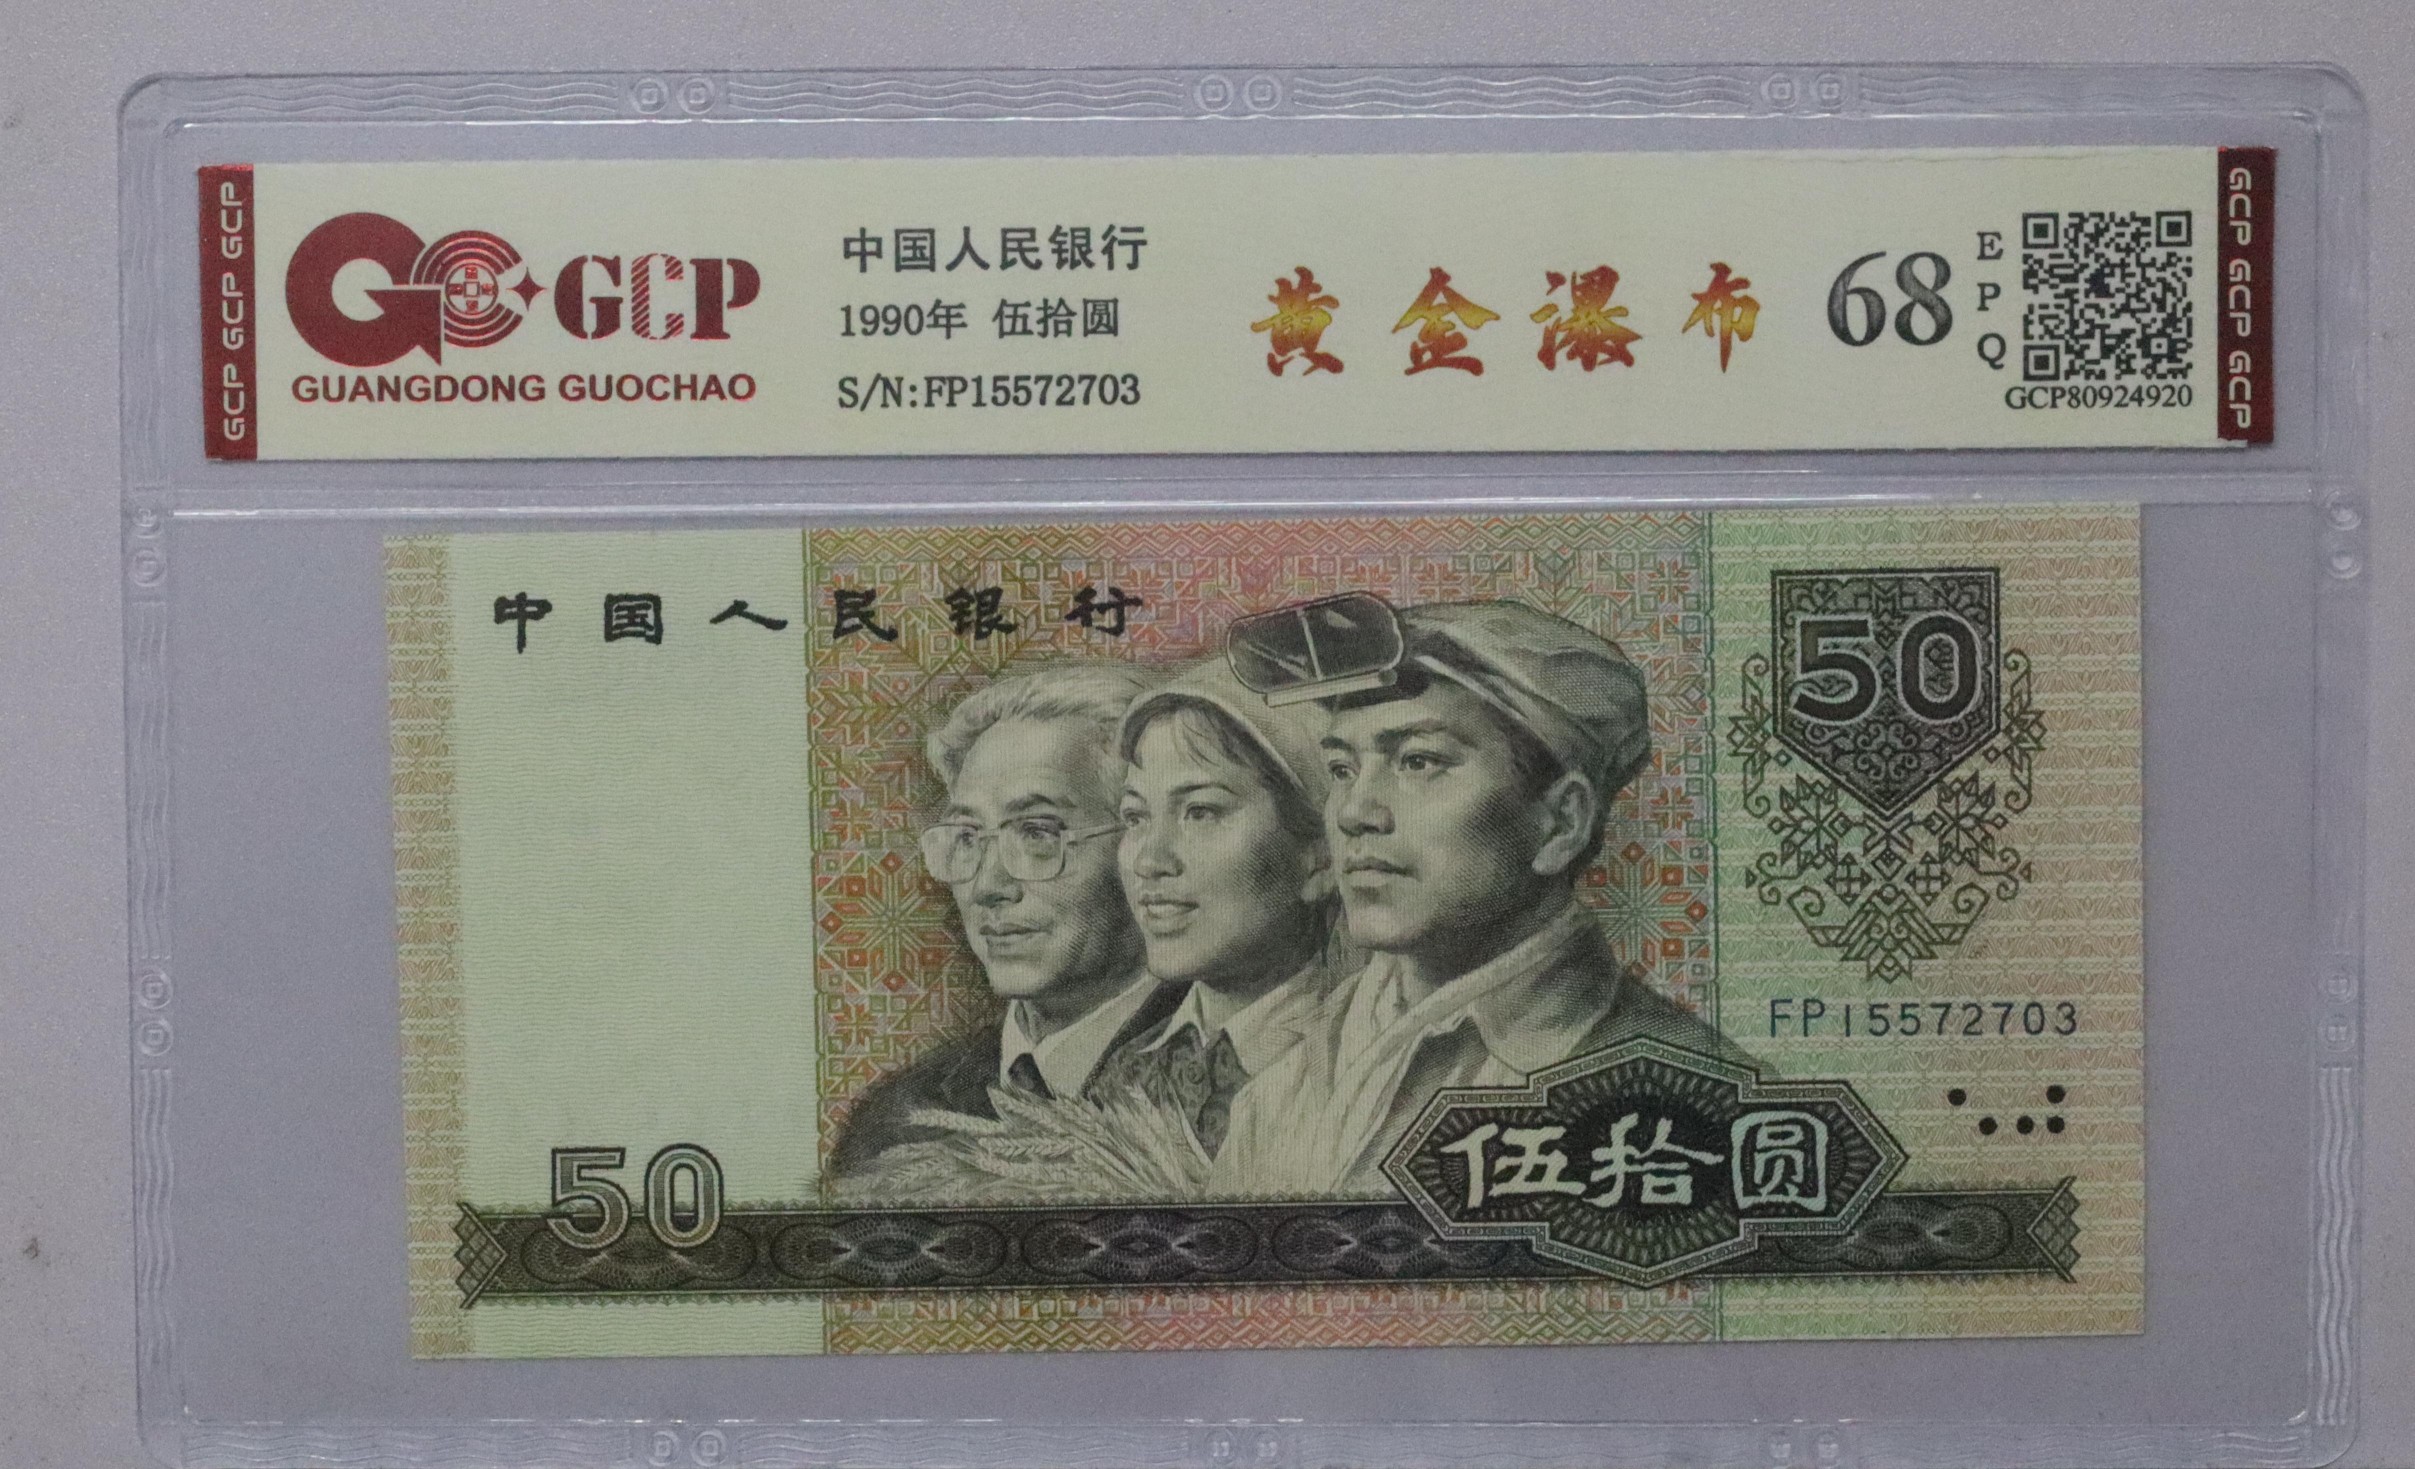 GCP GCP GCP
GCP
GUANGDONG GUOCHAO
中国人民银行
1990年 伍拾圆
S/N:FP15572703
黄金瀑布
68
E
P
Q
GCP80924920
GCP GCP GCP
中国人民银行
50
FP15572703
50
伍拾圆